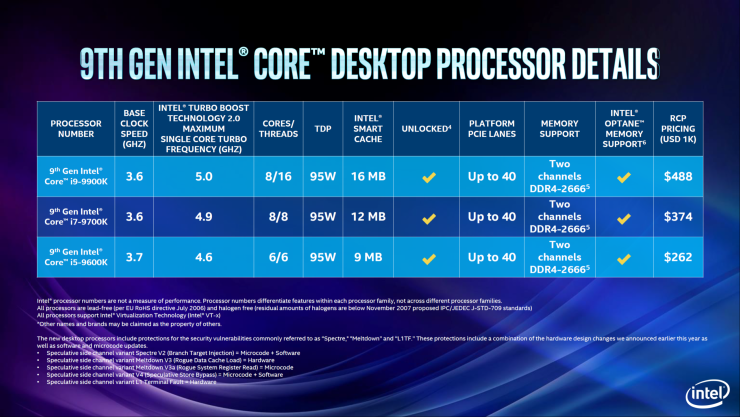 9TH GEN INTEL® CORE™ DESKTOP PROCESSOR DETAILS
PROCESSOR NUMBER BASE CLOCK SPEED (GHZ) INTEL® TURBO BOOST TECHNOLOGY 2.0 MAXIMUM SINGLE CORE TURBO FREQUENCY (GHZ) CORES/ THREADS TDP INTEL® SMART CACHE UNLOCKED⁴ PLATFORM PCIE LANES MEMORY SUPPORT INTEL® OPTANE™ MEMORY SUPPORT⁶ RCP PRICING (USD 1K)
9th Gen Intel® Core™ i9-9900K 3.6 5.0 8/16 95W 16 MB ✓ Up to 40 Two channels DDR4-2666⁵ ✓ $488
9th Gen Intel® Core™ i7-9700K 3.6 4.9 8/8 95W 12 MB ✓ Up to 40 Two channels DDR4-2666⁵ ✓ $374
9th Gen Intel® Core™ i5-9600K 3.7 4.6 6/6 95W 9 MB ✓ Up to 40 Two channels DDR4-2666⁵ ✓ $262
Intel® processor numbers are not a measure of performance. Processor numbers differentiate features within each processor family, not across different processor families.
All processors are lead-free (per EU RoHS directive July 2006) and halogen free (residual amounts of halogens are below November 2007 proposed IPC/JEDEC J-STD-709 standards)
All processors support Intel® Virtualization Technology (Intel® VT-x)
*Other names and brands may be claimed as the property of others.
The new desktop processors include protections for the security vulnerabilities commonly referred to as "Spectre," "Meltdown" and "L1TF." These protections include a combination of the hardware design changes we announced earlier this year as
well as software and microcode updates.
• Speculative side channel variant Spectre V2 (Branch Target Injection) = Microcode + Software
• Speculative side channel variant Meltdown V3 (Rogue Data Cache Load) = Hardware
• Speculative side channel variant Meltdown V3a (Rogue System Register Read) = Microcode
• Speculative side channel variant V4 (Speculative Store Bypass) = Microcode + Software
• Speculative side channel variant L1 Terminal Fault = Hardware
intel®